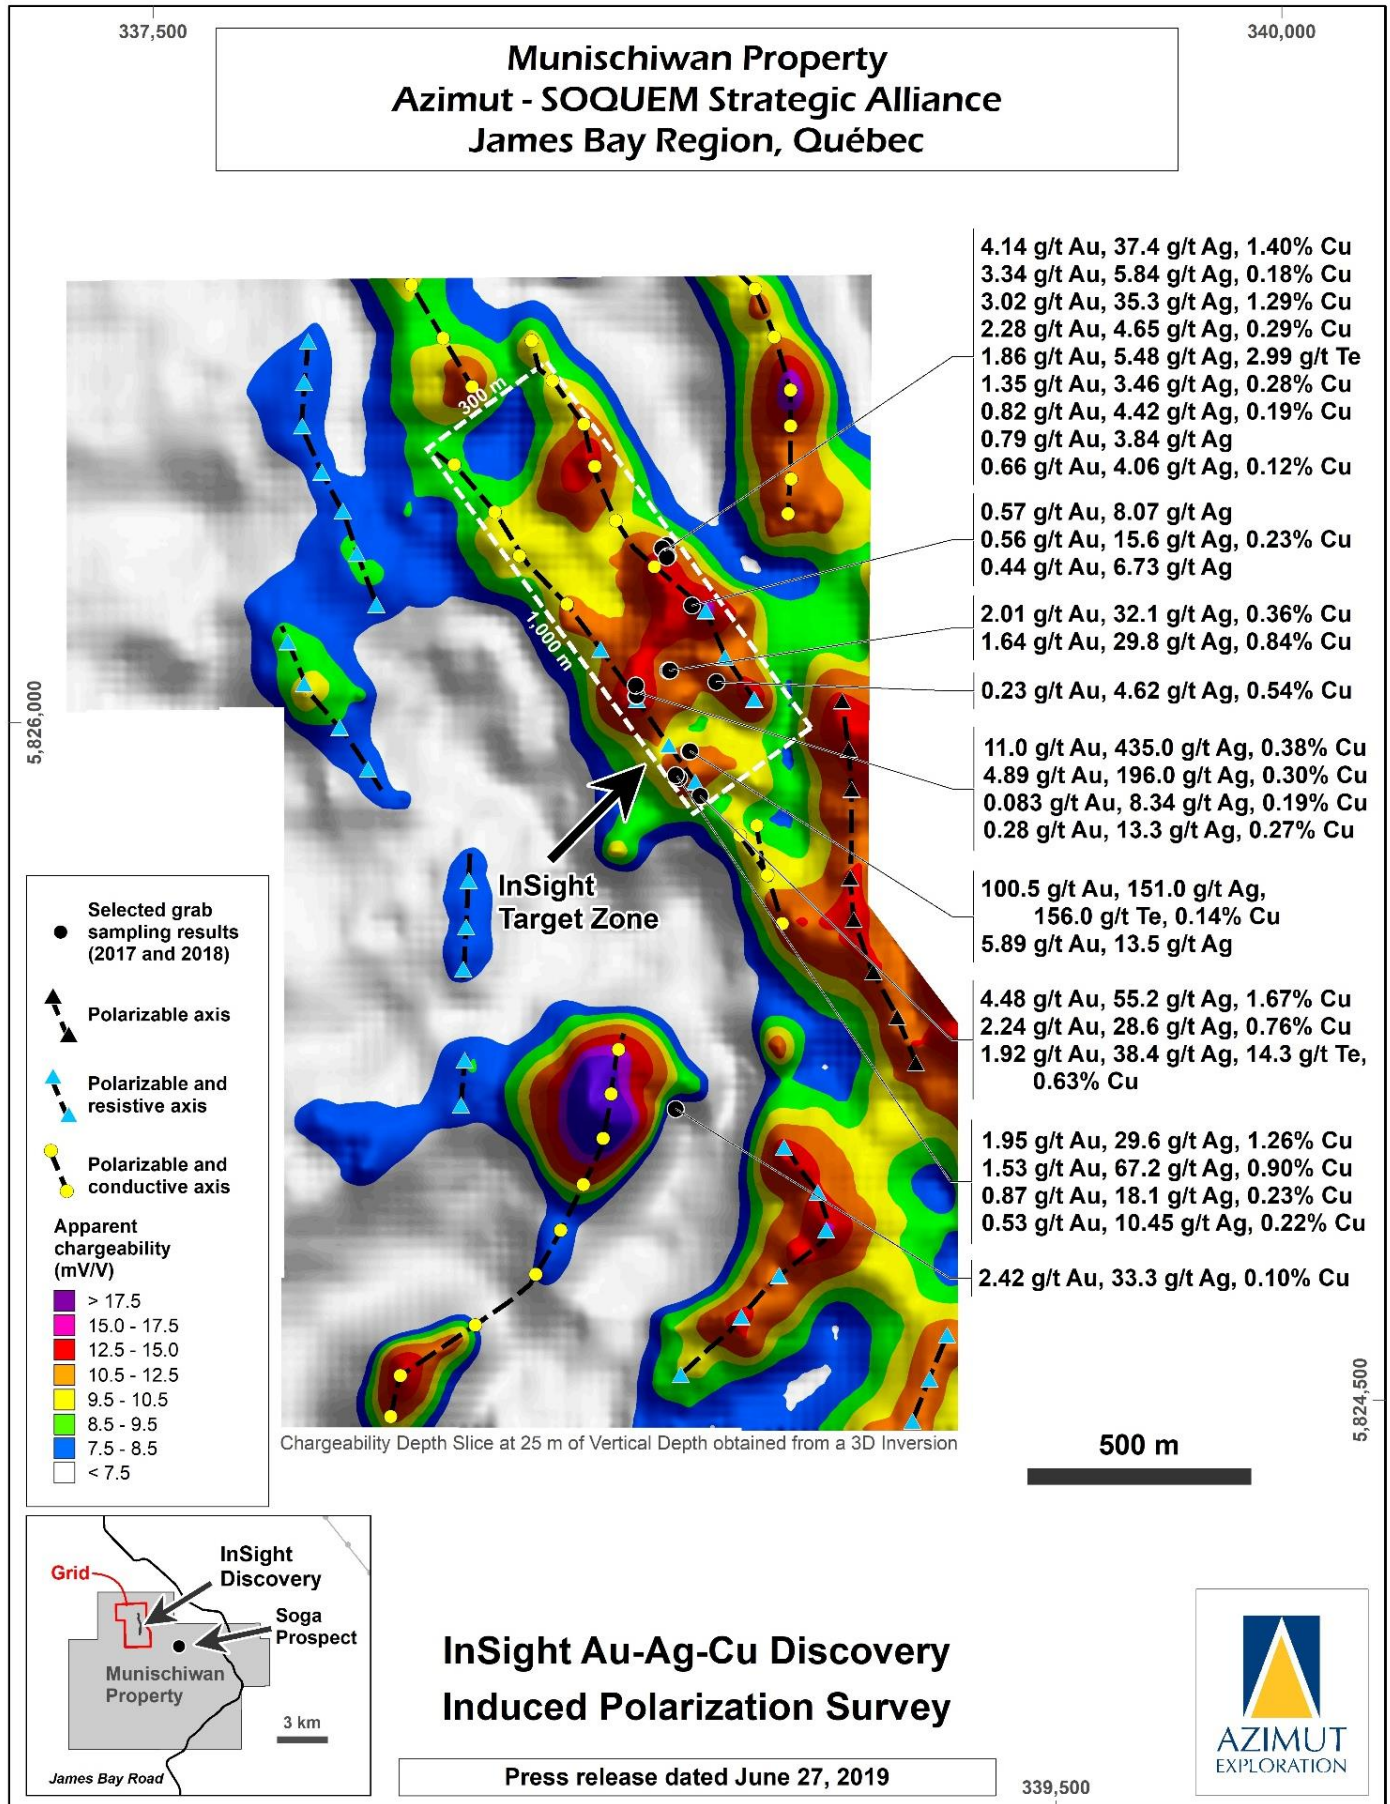 337,500
340,000
Munischiwan Property
Azimut - SOQUEM Strategic Alliance
James Bay Region, Québec
4.14 g/t Au, 37.4 g/t Ag, 1.40% Cu
3.34 g/t Au, 5.84 g/t Ag, 0.18% Cu
3.02 g/t Au, 35.3 g/t Ag, 1.29% Cu
2.28 g/t Au, 4.65 g/t Ag, 0.29% Cu
1.86 g/t Au, 5.48 g/t Ag, 2.99 g/t Te
1.35 g/t Au, 3.46 g/t Ag, 0.28% Cu
0.82 g/t Au, 4.42 g/t Ag, 0.19% Cu
0.79 g/t Au, 3.84 g/t Ag
0.66 g/t Au, 4.06 g/t Ag, 0.12% Cu
0.57 g/t Au, 8.07 g/t Ag
0.56 g/t Au, 15.6 g/t Ag, 0.23% Cu
0.44 g/t Au, 6.73 g/t Ag
2.01 g/t Au, 32.1 g/t Ag, 0.36% Cu
1.64 g/t Au, 29.8 g/t Ag, 0.84% Cu
0.23 g/t Au, 4.62 g/t Ag, 0.54% Cu
11.0 g/t Au, 435.0 g/t Ag, 0.38% Cu
4.89 g/t Au, 196.0 g/t Ag, 0.30% Cu
0.083 g/t Au, 8.34 g/t Ag, 0.19% Cu
0.28 g/t Au, 13.3 g/t Ag, 0.27% Cu
100.5 g/t Au, 151.0 g/t Ag,
156.0 g/t Te, 0.14% Cu
5.89 g/t Au, 13.5 g/t Ag
4.48 g/t Au, 55.2 g/t Ag, 1.67% Cu
2.24 g/t Au, 28.6 g/t Ag, 0.76% Cu
1.92 g/t Au, 38.4 g/t Ag, 14.3 g/t Te,
0.63% Cu
1.95 g/t Au, 29.6 g/t Ag, 1.26% Cu
1.53 g/t Au, 67.2 g/t Ag, 0.90% Cu
0.87 g/t Au, 18.1 g/t Ag, 0.23% Cu
0.53 g/t Au, 10.45 g/t Ag, 0.22% Cu
2.42 g/t Au, 33.3 g/t Ag, 0.10% Cu
300 m
1,000 m
InSight
Target Zone
5,826,000
5,824,500
Selected grab
sampling results
(2017 and 2018)
Polarizable axis
Polarizable and
resistive axis
Polarizable and
conductive axis
Apparent
chargeability
(mV/V)
> 17.5
15.0 - 17.5
12.5 - 15.0
10.5 - 12.5
9.5 - 10.5
8.5 - 9.5
7.5 - 8.5
< 7.5
Chargeability Depth Slice at 25 m of Vertical Depth obtained from a 3D Inversion
500 m
InSight
Discovery
Grid
Soga
Prospect
Munischiwan
Property
3 km
James Bay Road
InSight Au-Ag-Cu Discovery
Induced Polarization Survey
Press release dated June 27, 2019
339,500
AZIMUT
EXPLORATION